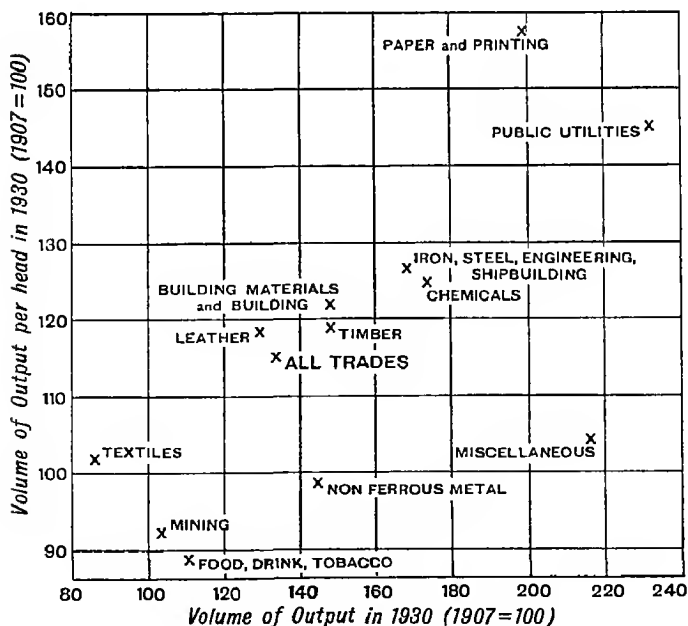 160
150
140
130
120
110
100
90
Volume of Output per head in 1930 (1907=100)
PAPER and PRINTING X
PUBLIC UTILITIES X
X IRON, STEEL, ENGINEERING,
SHIPBUILDING
X
CHEMICALS
BUILDING MATERIALS
and BUILDING X
LEATHER X
X TIMBER
X ALL TRADES
X TEXTILES
MISCELLANEOUS X
X NON FERROUS METAL
MINING
X
X FOOD, DRINK, TOBACCO
80 100 120 140 160 180 200 220 240
Volume of Output in 1930 (1907=100)